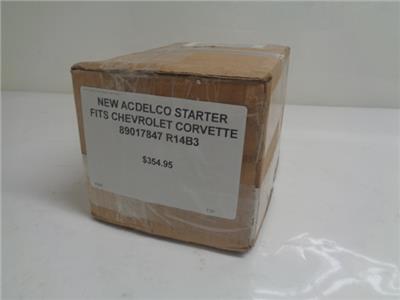 NEW ACDELCO STARTER
FITS CHEVROLET CORVETTE
89017847 R14B3
$354.95